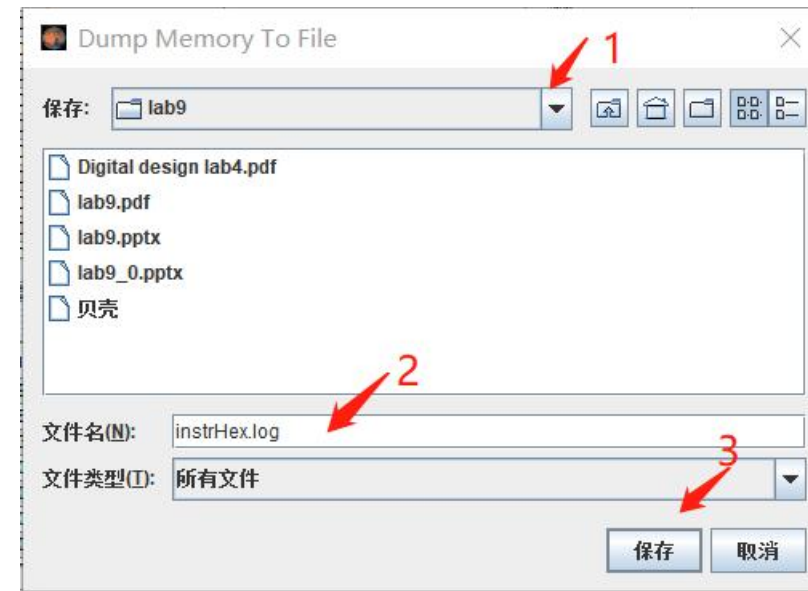 Dump Memory To File
1
保存: lab9
Digital design lab4.pdf
lab9.pdf
lab9.pptx
lab9_0.pptx
贝壳
2
文件名(N): instrHex.log
3
文件类型(T): 所有文件
保存 取消